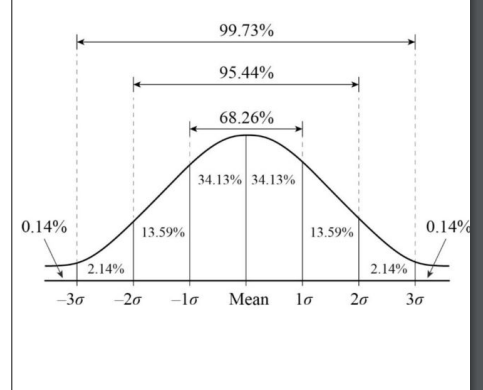 99.73%
95.44%
68.26%
34.13% 34.13%
0.14% 13.59% 13.59% 0.14%
2.14% 2.14%
–3σ –2σ –1σ Mean 1σ 2σ 3σ